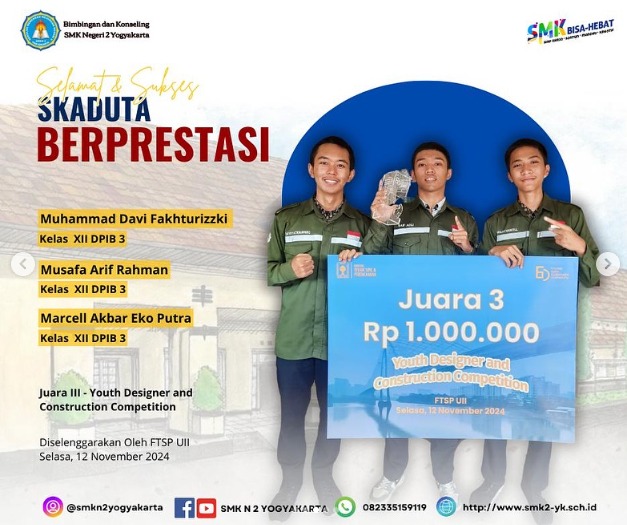 Bimbingan dan Konseling
SMK Negeri 2 Yogyakarta
SMK BISA-HEBAT
Selamat & Sukses
SKADUTA
BERPRESTASI
Muhammad Davi Fakhturizzki
Kelas XII DPIB 3
Musafa Arif Rahman
Kelas XII DPIB 3
Marcell Akbar Eko Putra
Kelas XII DPIB 3
Juara III - Youth Designer and
Construction Competition
Diselenggarakan Oleh FTSP UII
Selasa, 12 November 2024
Juara 3
Rp 1.000.000
Youth Designer and
Construction Competition
FTSP UII
Selasa, 12 November 2024
@smkn2yogyakarta
SMK N 2 YOGYAKARTA
082335159119
http://www.smk2-yk.sch.id